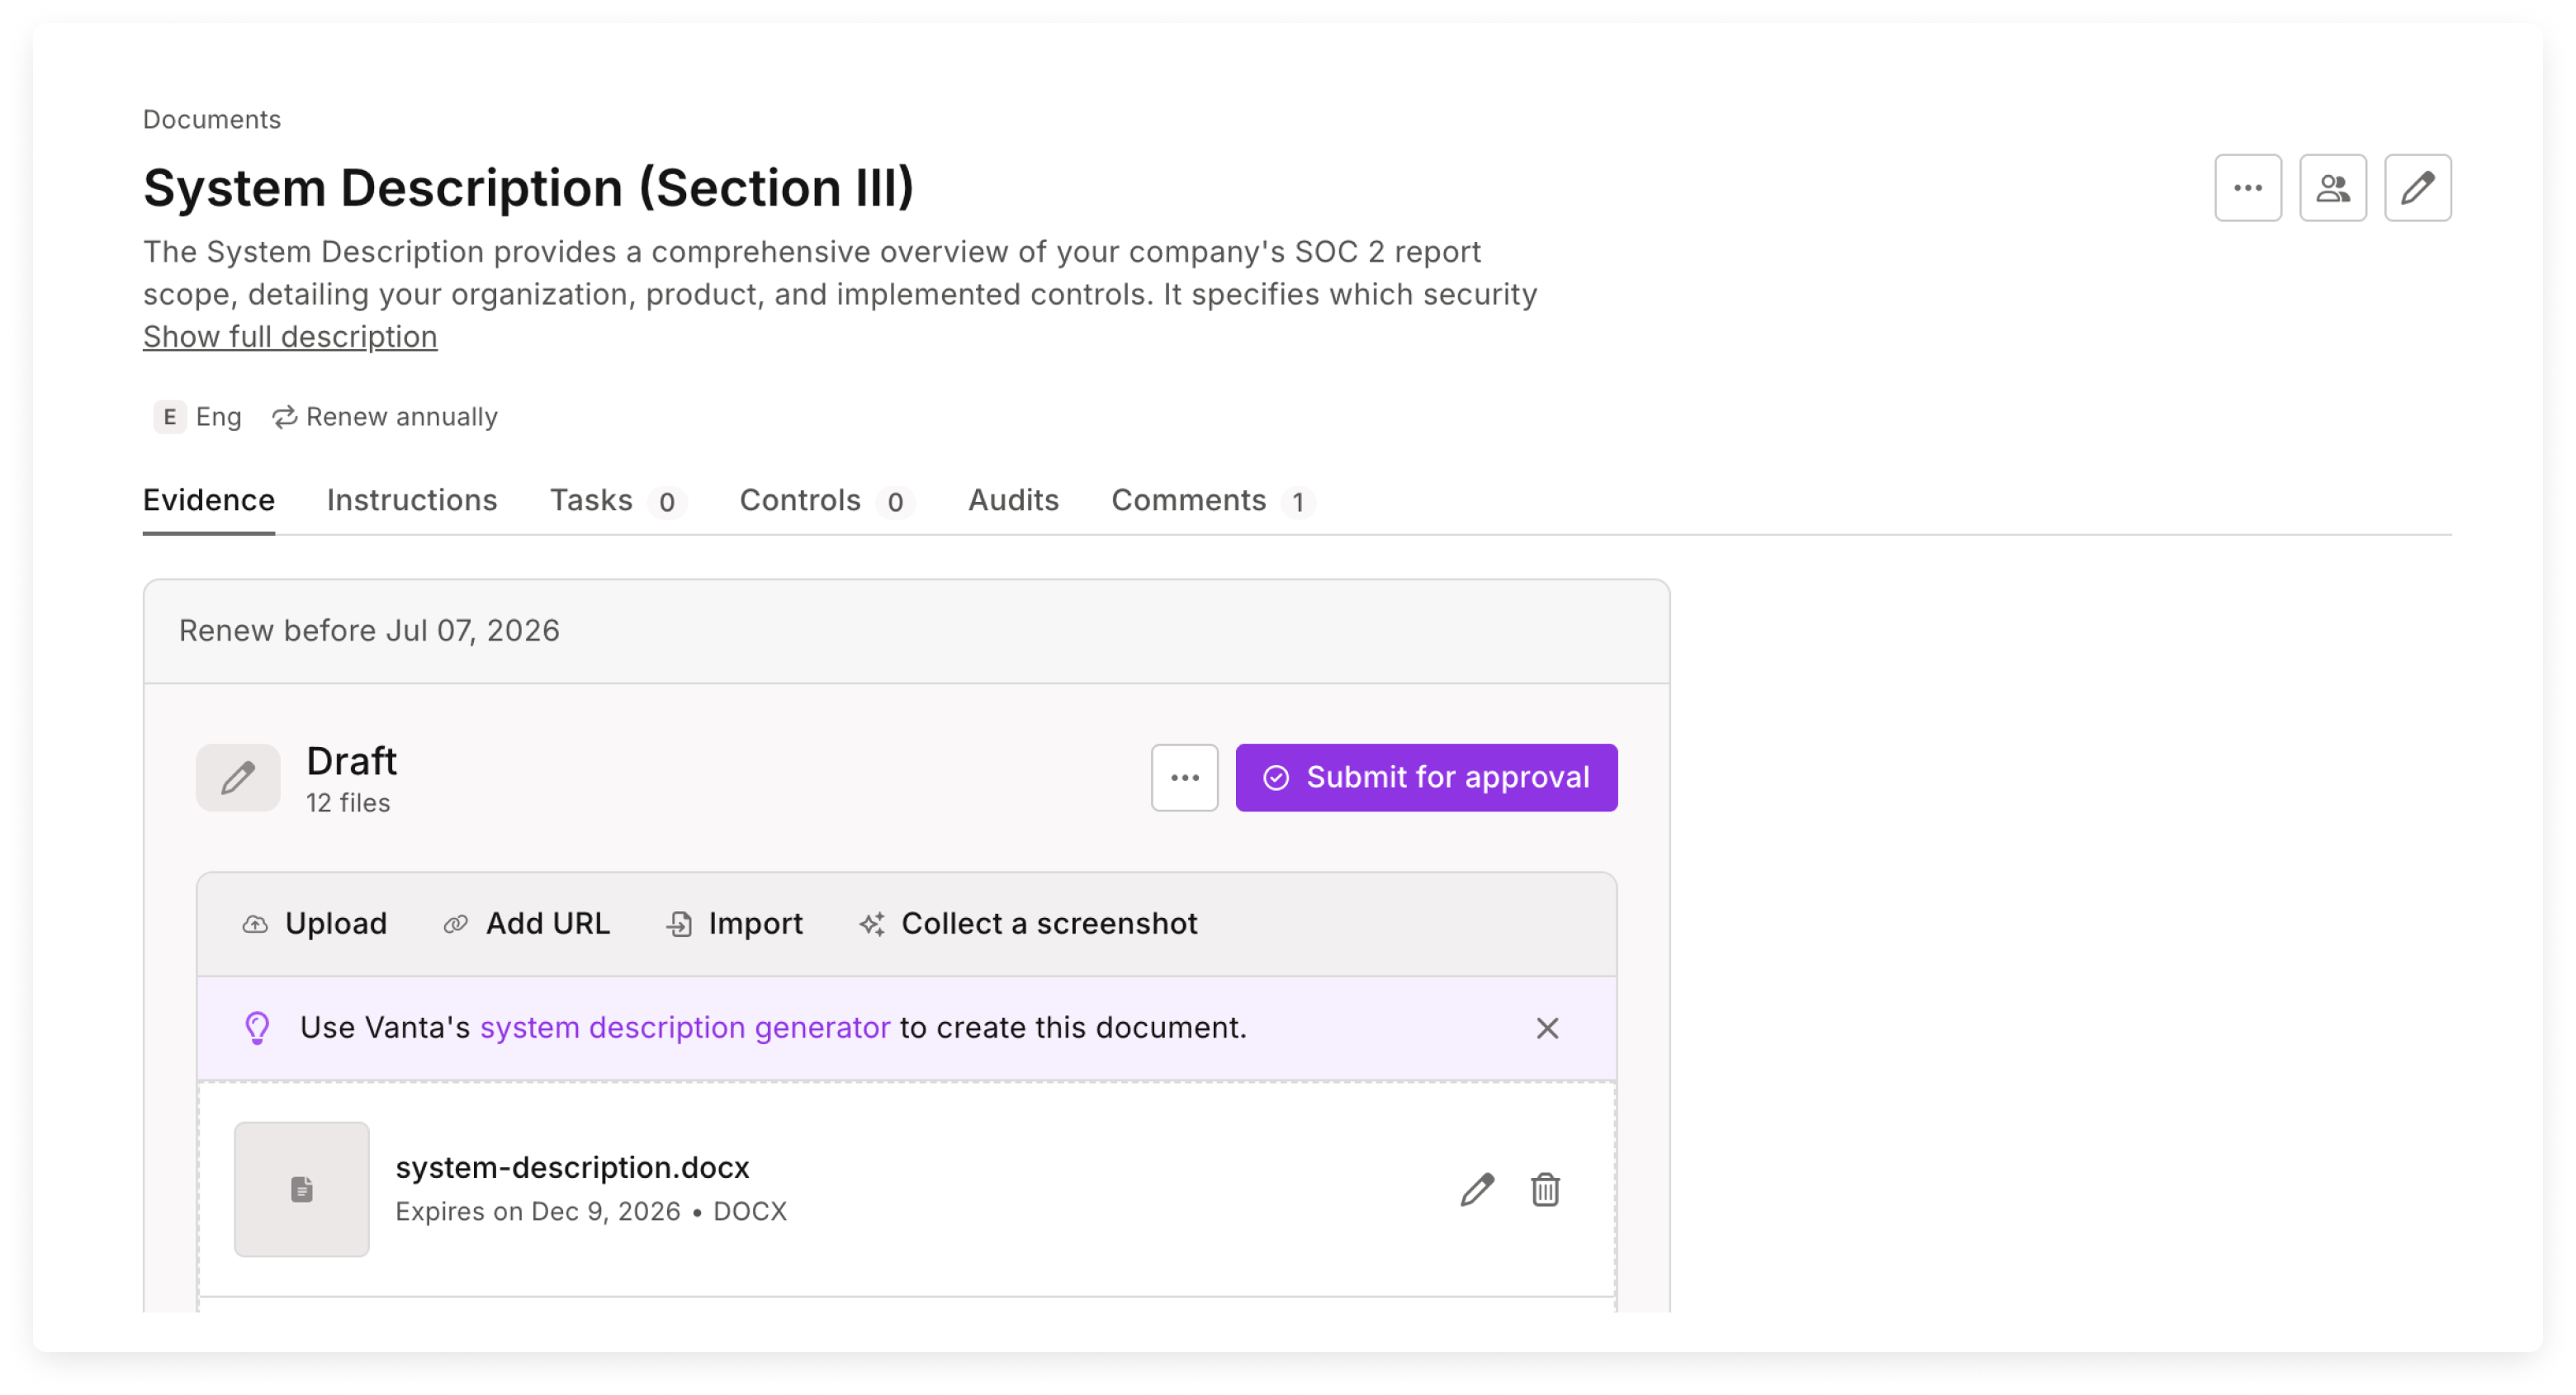 Documents
System Description (Section III)
The System Description provides a comprehensive overview of your company's SOC 2 report
scope, detailing your organization, product, and implemented controls. It specifies which security
Show full description
E Eng Renew annually
Evidence Instructions Tasks 0 Controls 0 Audits Comments 1
Renew before Jul 07, 2026
Draft
12 files
Submit for approval
Upload Add URL Import Collect a screenshot
Use Vanta's system description generator to create this document.
system-description.docx
Expires on Dec 9, 2026 • DOCX